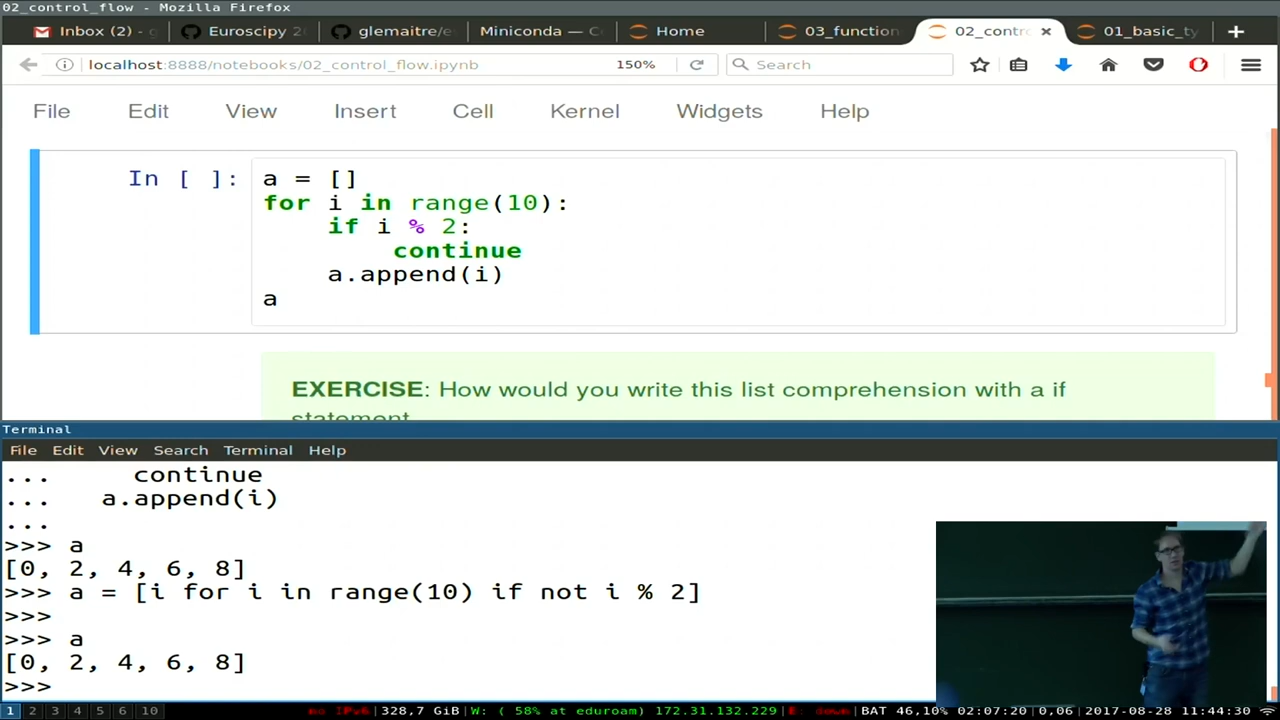 02_control_flow - Mozilla Firefox
Inbox (2) - g
Euroscipy 2
glemaitre/e
Miniconda — C
Home
03_function
02_contr
01_basic_ty
localhost:8888/notebooks/02_control_flow.ipynb
150%
Search
File Edit View Insert Cell Kernel Widgets Help
In [ ]: a = []
for i in range(10):
    if i % 2:
        continue
    a.append(i)
a
EXERCISE: How would you write this list comprehension with a if
statement
Terminal
File Edit View Search Terminal Help
...     continue
...   a.append(i)
...
>>> a
[0, 2, 4, 6, 8]
>>> a = [i for i in range(10) if not i % 2]
>>>
>>> a
[0, 2, 4, 6, 8]
>>>
1 2 3 4 5 6 10 no IPv6|328,7 GiB|W: ( 58% at eduroam) 172.31.132.229|E: down|BAT 46,10% 02:07:20|0,06|2017-08-28 11:44:30